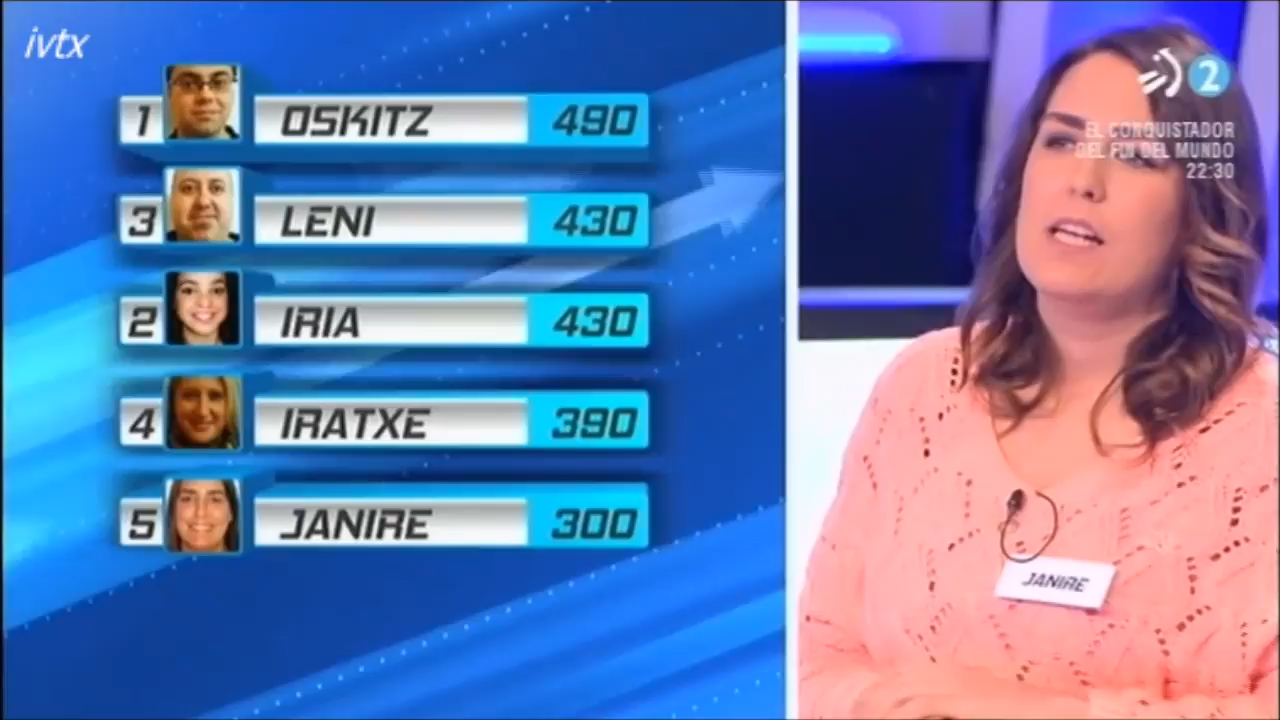 ivtx
1 OSKITZ 490
3 LENI 430
2 IRIA 430
4 IRATXE 390
5 JANIRE 300
2
EL CONQUISTADOR
DEL FIN DEL MUNDO
22:30
JANIRE